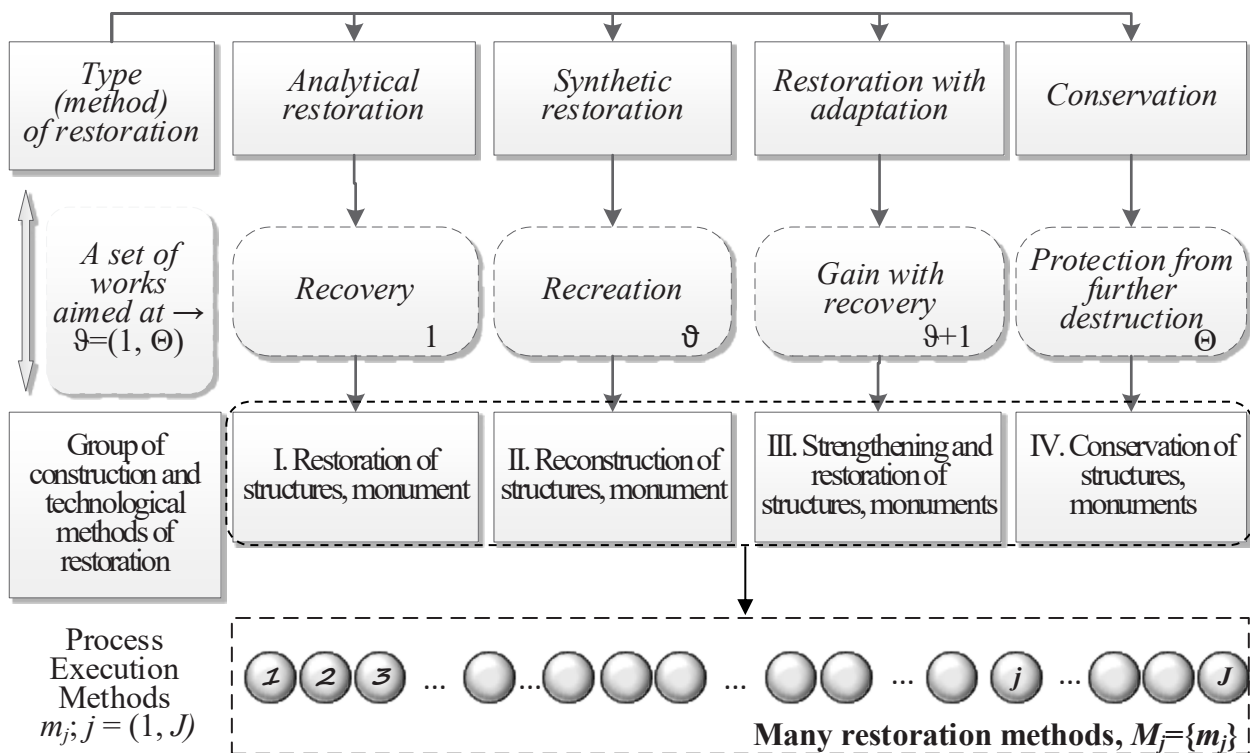 Type
(method)
of restoration
Analytical
restoration
Synthetic
restoration
Restoration with
adaptation
Conservation
A set of
works
aimed at →
ϑ=(1, Θ)
Recovery
1
Recreation
ϑ
Gain with
recovery
ϑ+1
Protection from
further
destruction
Θ
Group of
construction and
technological
methods of
restoration
I. Restoration of
structures, monument
II. Reconstruction of
structures, monument
III. Strengthening and
restoration of
structures, monuments
IV. Conservation of
structures,
monuments
Process
Execution
Methods
mj; j = (1, J)
1 2 3 ... ... ... ... j ... J
Many restoration methods, Mj={mj}